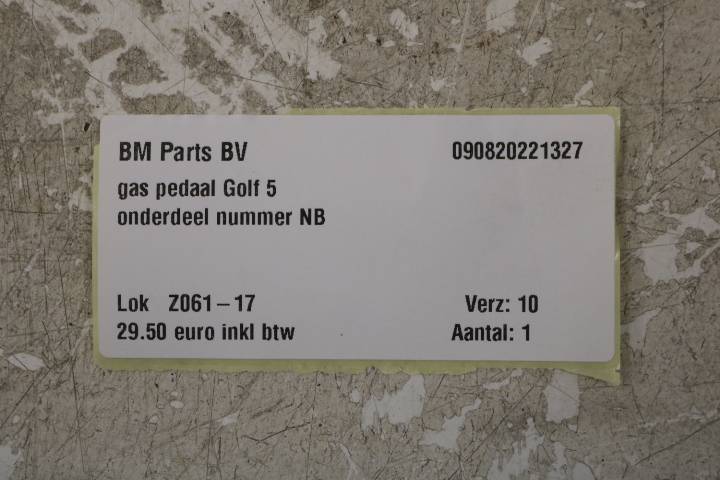 BM Parts BV 090820221327
gas pedaal Golf 5
onderdeel nummer NB
Lok Z061-17 Verz: 10
29.50 euro inkl btw Aantal: 1